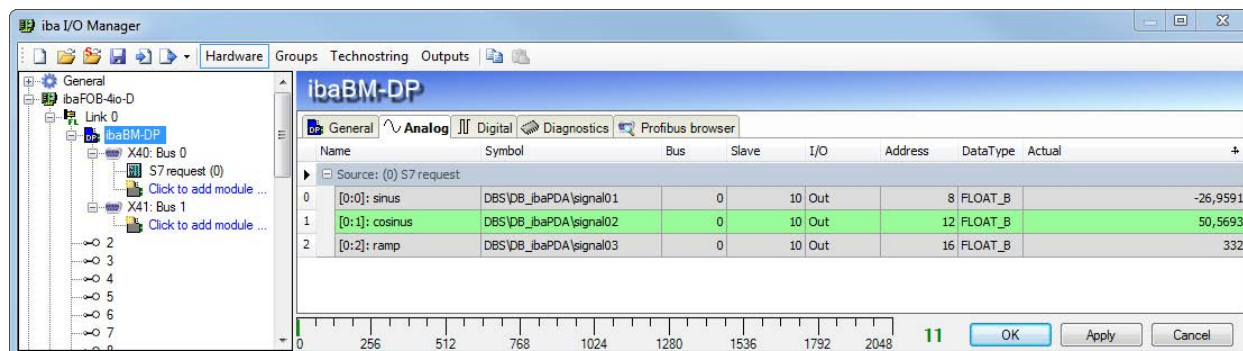 iba I/O Manager
Hardware Groups Technostring Outputs
General
ibaFOB-4io-D
Link 0
ibaBM-DP
X40: Bus 0
S7 request (0)
Click to add module ...
X41: Bus 1
Click to add module ...
2
3
4
5
6
7
ibaBM-DP
General Analog Digital Diagnostics Profibus browser
Name Symbol Bus Slave I/O Address DataType Actual
Source: (0) S7 request
0 [0:0]: sinus DBS\DB_ibaPDA\signal01 0 10 Out 8 FLOAT_B -26,9591
1 [0:1]: cosinus DBS\DB_ibaPDA\signal02 0 10 Out 12 FLOAT_B 50,5693
2 [0:2]: ramp DBS\DB_ibaPDA\signal03 0 10 Out 16 FLOAT_B 332
0 256 512 768 1024 1280 1536 1792 2048
11 OK Apply Cancel